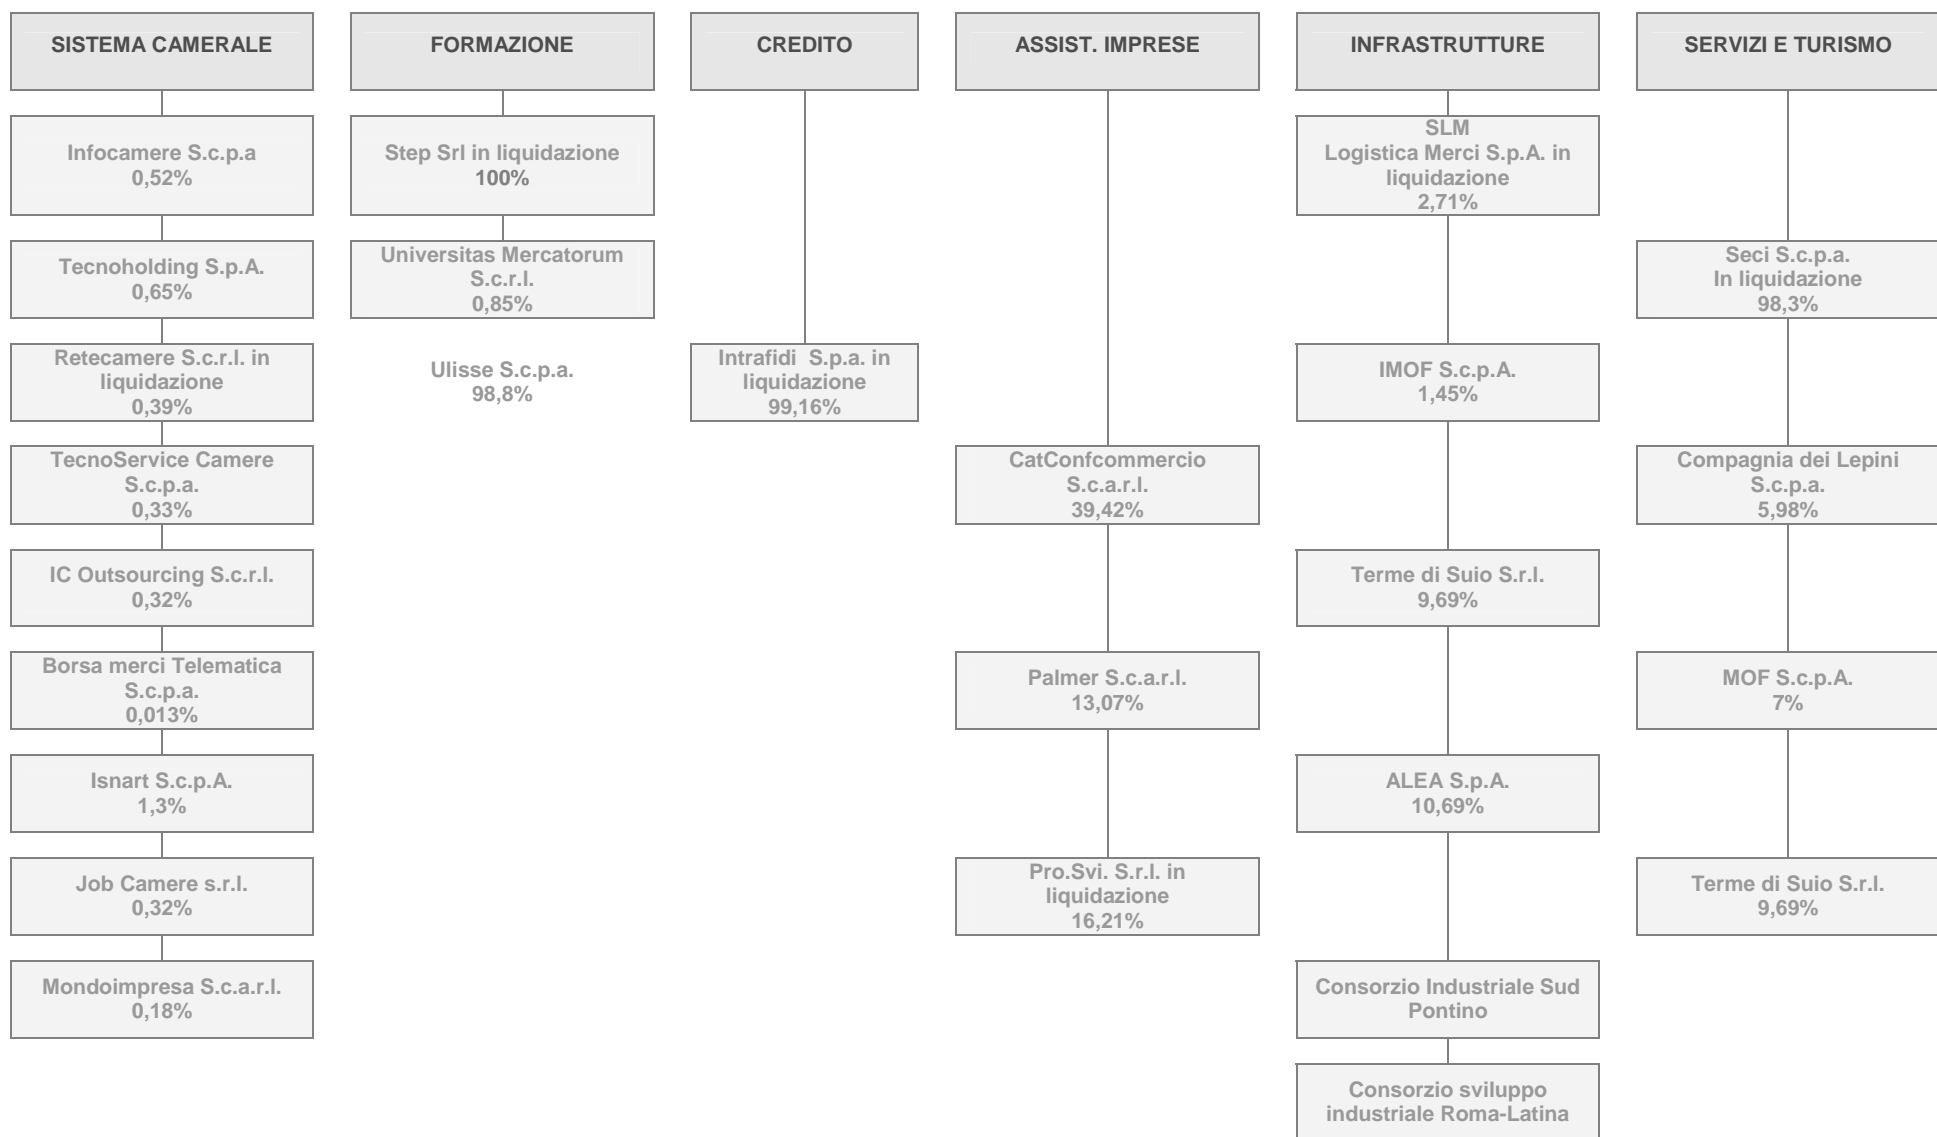 SISTEMA CAMERALE
Infocamere S.c.p.a
0,52%
Tecnoholding S.p.A.
0,65%
Retecamere S.c.r.l. in
liquidazione
0,39%
TecnoService Camere
S.c.p.a.
0,33%
IC Outsourcing S.c.r.l.
0,32%
Borsa merci Telematica
S.c.p.a.
0,013%
Isnart S.c.p.A.
1,3%
Job Camere s.r.l.
0,32%
Mondoimpresa S.c.a.r.l.
0,18%
FORMAZIONE
Step Srl in liquidazione
100%
Universitas Mercatorum
S.c.r.l.
0,85%
Ulisse S.c.p.a.
98,8%
CREDITO
Intrafidi S.p.a. in
liquidazione
99,16%
ASSIST. IMPRESE
CatConfcommercio
S.c.a.r.l.
39,42%
Palmer S.c.a.r.l.
13,07%
Pro.Svi. S.r.l. in
liquidazione
16,21%
INFRASTRUTTURE
SLM
Logistica Merci S.p.A. in
liquidazione
2,71%
IMOF S.c.p.A.
1,45%
Terme di Suio S.r.l.
9,69%
ALEA S.p.A.
10,69%
Consorzio Industriale Sud
Pontino
Consorzio sviluppo
industriale Roma-Latina
SERVIZI E TURISMO
Seci S.c.p.a.
In liquidazione
98,3%
Compagnia dei Lepini
S.c.p.a.
5,98%
MOF S.c.p.A.
7%
Terme di Suio S.r.l.
9,69%